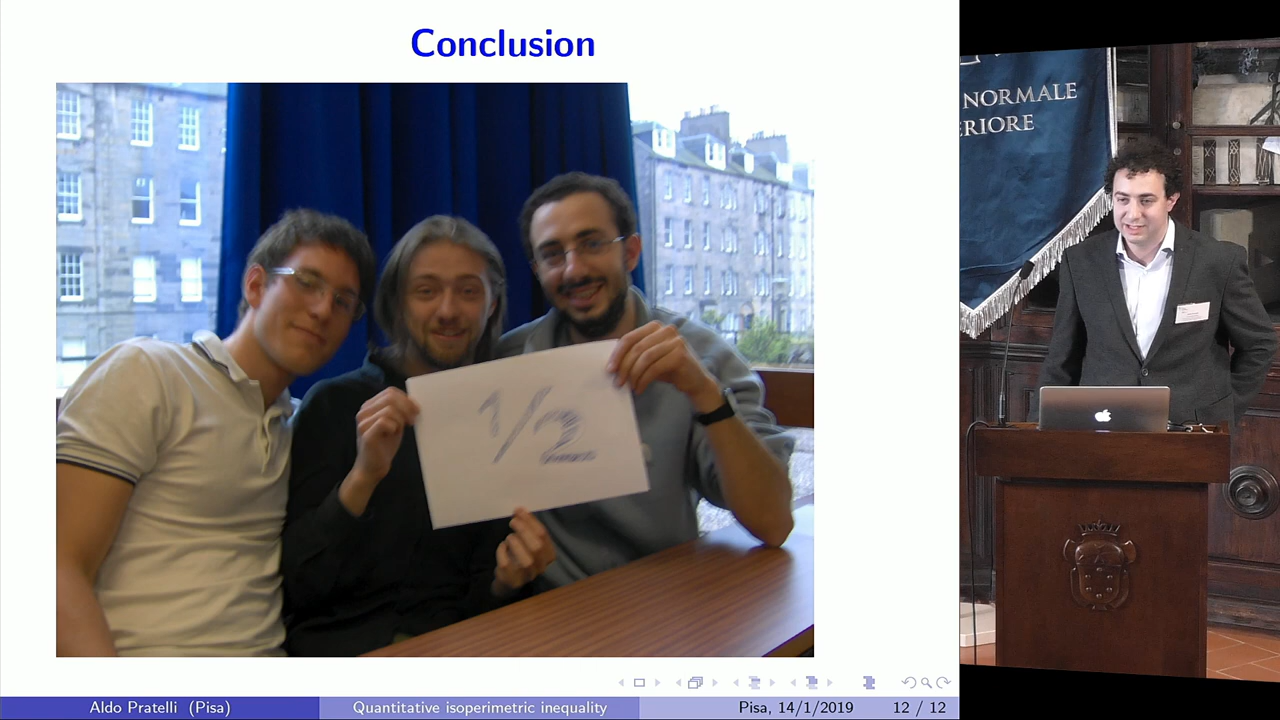 Conclusion
1/2
NORMALE
ERIORE
Aldo Pratelli (Pisa)
Quantitative isoperimetric inequality
Pisa, 14/1/2019
12 / 12